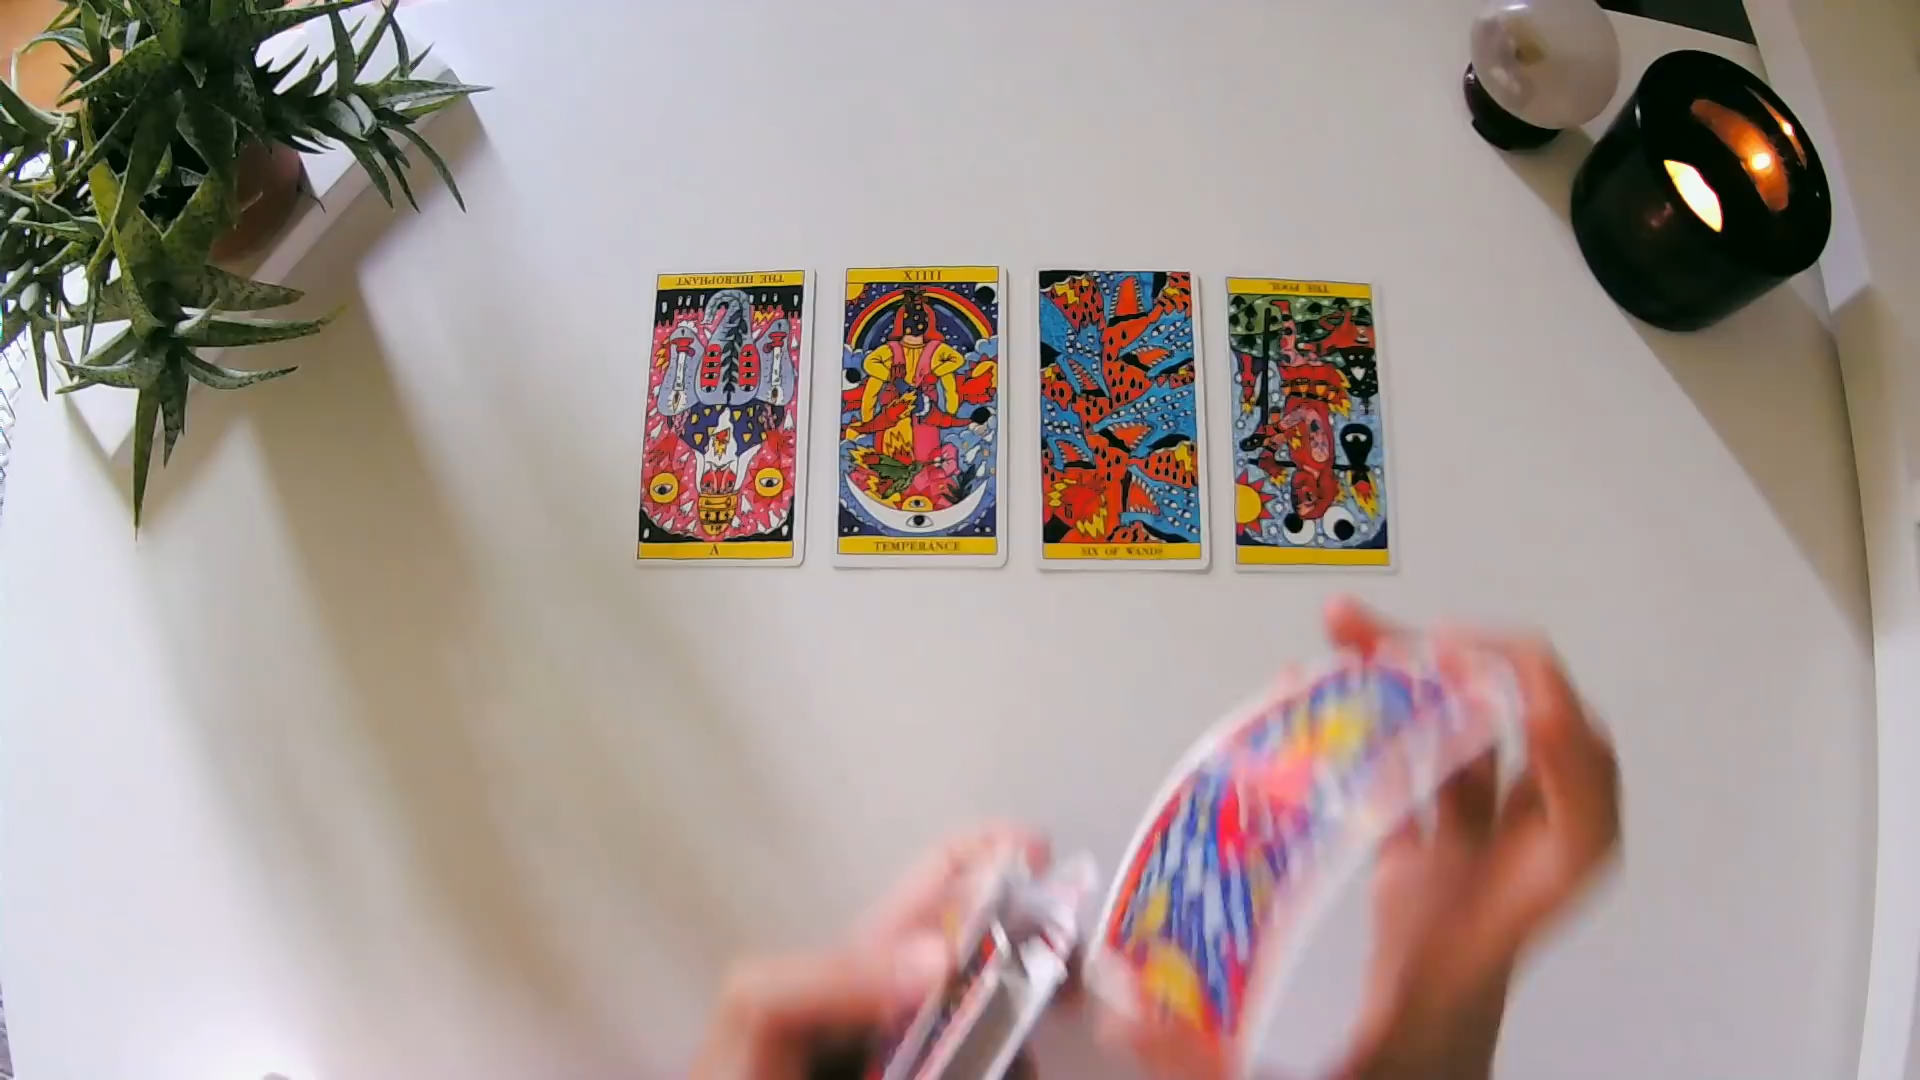 THE HIEROPHANT
V
XIIII
TEMPERANCE
SIX OF WANDS
THE FOOL